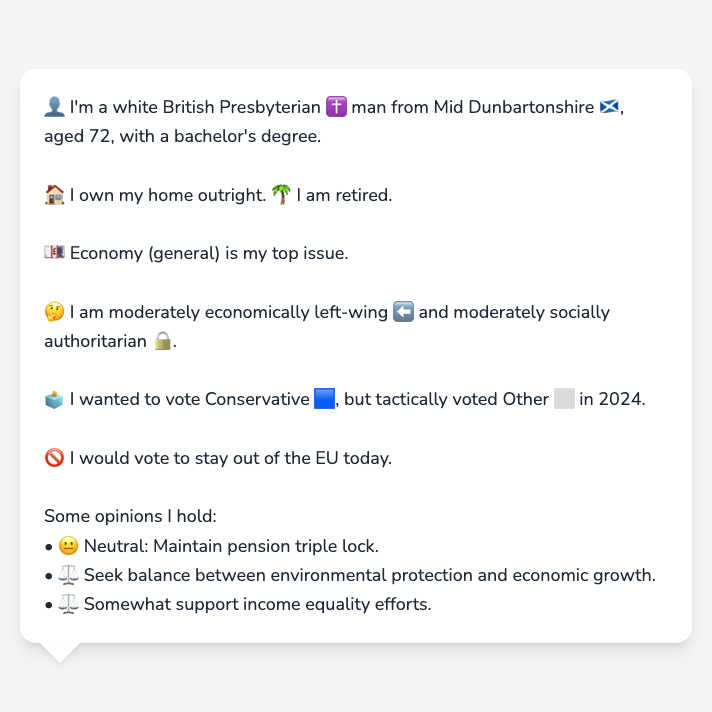 👤 I'm a white British Presbyterian ✝️ man from Mid Dunbartonshire 🏴󠁧󠁢󠁳󠁣󠁴󠁿,
aged 72, with a bachelor's degree.
🏠 I own my home outright. 🌴 I am retired.
💷 Economy (general) is my top issue.
🤔 I am moderately economically left-wing ⬅️ and moderately socially
authoritarian 🔒.
🗳️ I wanted to vote Conservative 🟦, but tactically voted Other ⬜ in 2024.
🚫 I would vote to stay out of the EU today.
Some opinions I hold:
• 😐 Neutral: Maintain pension triple lock.
• ⚖️ Seek balance between environmental protection and economic growth.
• ⚖️ Somewhat support income equality efforts.